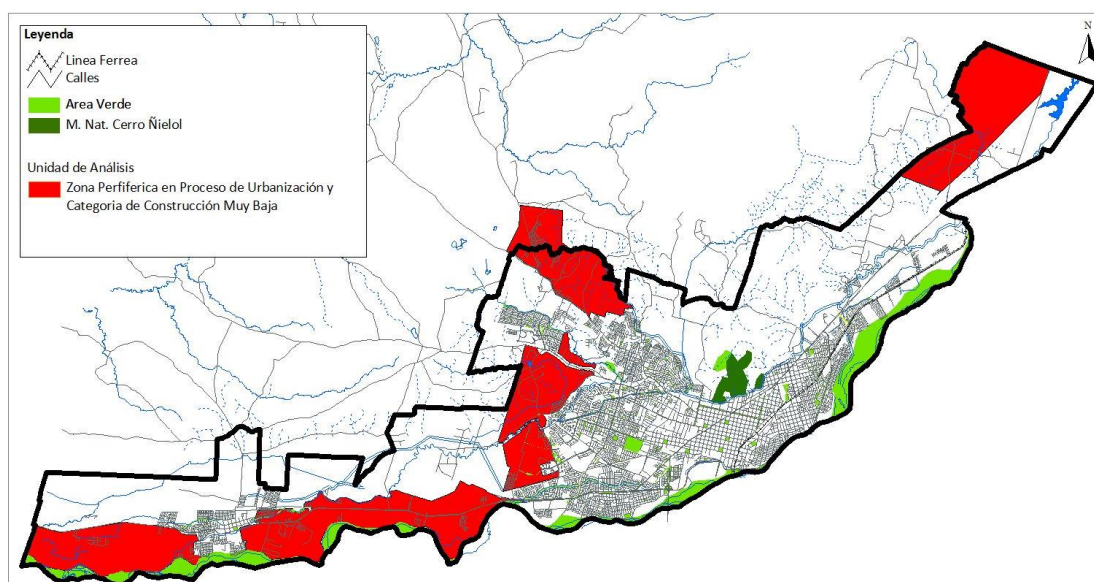 Leyenda
Linea Ferrea
Calles
Area Verde
M. Nat. Cerro Ñielol
Unidad de Análisis
Zona Perfiferica en Proceso de Urbanización y
Categoria de Construcción Muy Baja
N